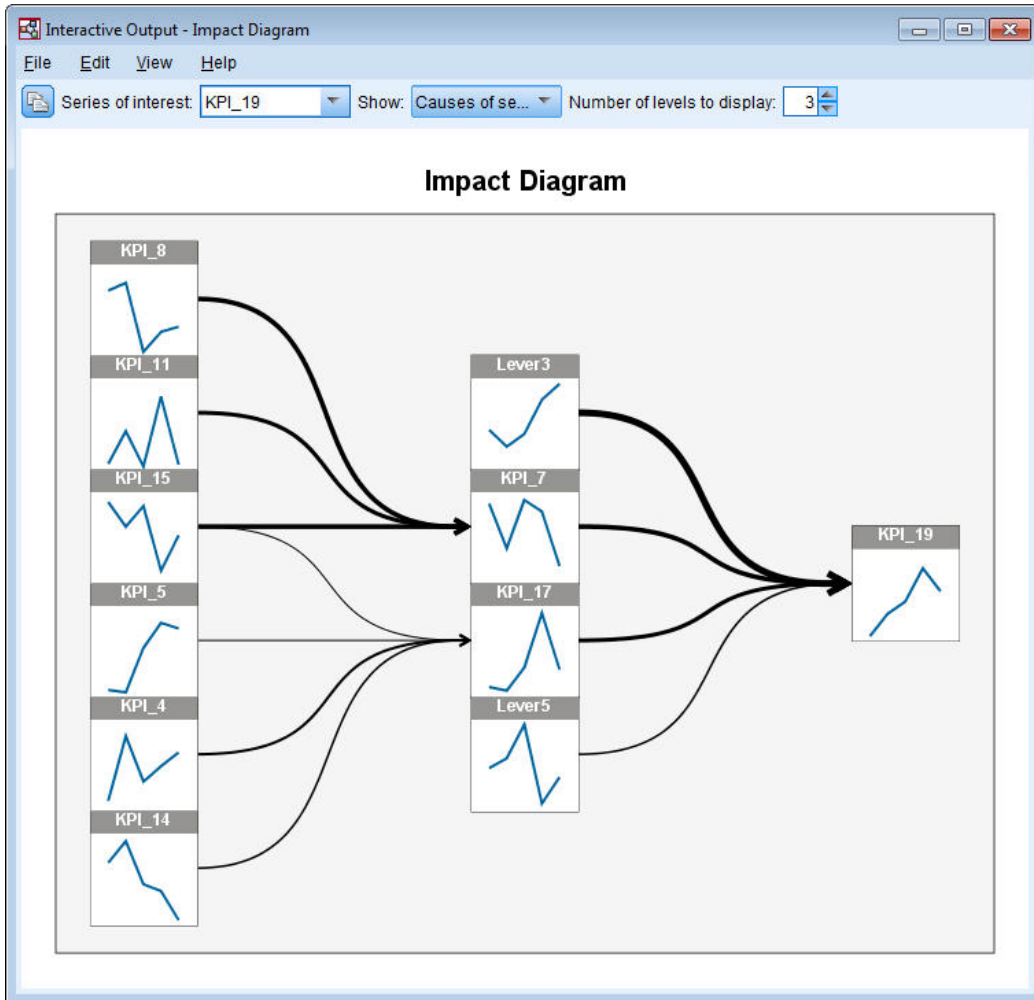 Interactive Output - Impact Diagram
File Edit View Help
Series of interest: KPI_19 Show: Causes of se... Number of levels to display: 3
Impact Diagram
KPI_8
KPI_11
Lever3
KPI_15
KPI_7
KPI_19
KPI_5
KPI_17
KPI_4
Lever5
KPI_14